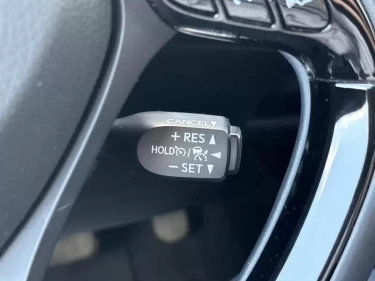 CANCEL▼
+ RES ▲
HOLD / ◄
− SET ▼